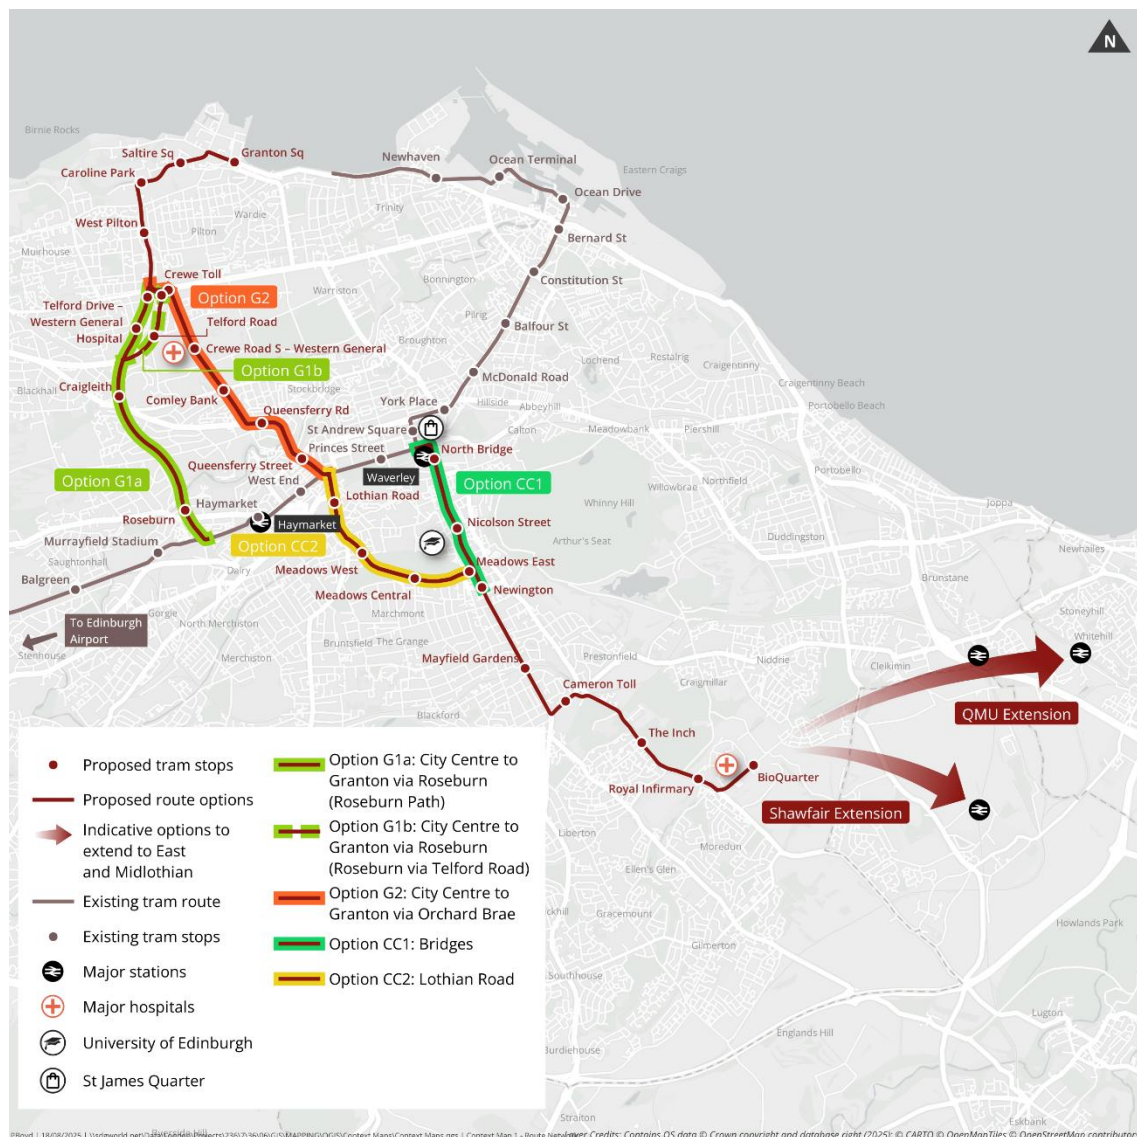 N
Birnie Rocks
Saltire Sq
Granton Sq
Newhaven
Ocean Terminal
Eastern Craigs
Caroline Park
Ocean Drive
Wardie
Trinity
West Pilton
Pilton
Bernard St
Muirhouse
Crewe Toll
Bonnington
Constitution St
Option G2
Warriston
Telford Drive –
Western General
Hospital
Telford Road
Pilrig
Balfour St
Crewe Road S – Western General
Broughton
Lochend
Restalrig
Craigentinny
Option G1b
McDonald Road
Craigentinny Beach
Blackhall
Craigleith
Stockbridge
Comley Bank
York Place
Hillside
Abbeyhill
Portobello Beach
Queensferry Rd
St Andrew Square
Calton
Meadowbank
Piershill
Princes Street
North Bridge
Queensferry Street
Waverley
Portobello
West End
Option G1a
Option CC1
Willowbrae
Northfield
Haymarket
Lothian Road
Whinny Hill
Joppa
Roseburn
Haymarket
Nicolson Street
Murrayfield Stadium
Option CC2
Arthur's Seat
Duddingston
Newhailes
Saughtonhall
Dalry
Meadows West
Meadows East
Balgreen
Meadows Central
Newington
Brunstane
Gorgie
North Merchiston
Marchmont
Stoneyhill
To Edinburgh
Airport
Stenhouse
Merchiston
Bruntsfield
The Grange
Whitehill
Mayfield Gardens
Prestonfield
Niddrie
Cleikimin
Cameron Toll
Craigmillar
Blackford
QMU Extension
The Inch
BioQuarter
Royal Infirmary
Shawfair Extension
Liberton
Moredun
Ellen's Glen
Gracemount
Gilmerton
Howlands Park
Southhouse
Lugton
Englands Hill
Burdiehouse
Straiton
Eskbank
Proposed tram stops
Proposed route options
Indicative options to
extend to East
and Midlothian
Existing tram route
Existing tram stops
Major stations
Major hospitals
University of Edinburgh
St James Quarter
Option G1a: City Centre to
Granton via Roseburn
(Roseburn Path)
Option G1b: City Centre to
Granton via Roseburn
(Roseburn via Telford Road)
Option G2: City Centre to
Granton via Orchard Brae
Option CC1: Bridges
Option CC2: Lothian Road